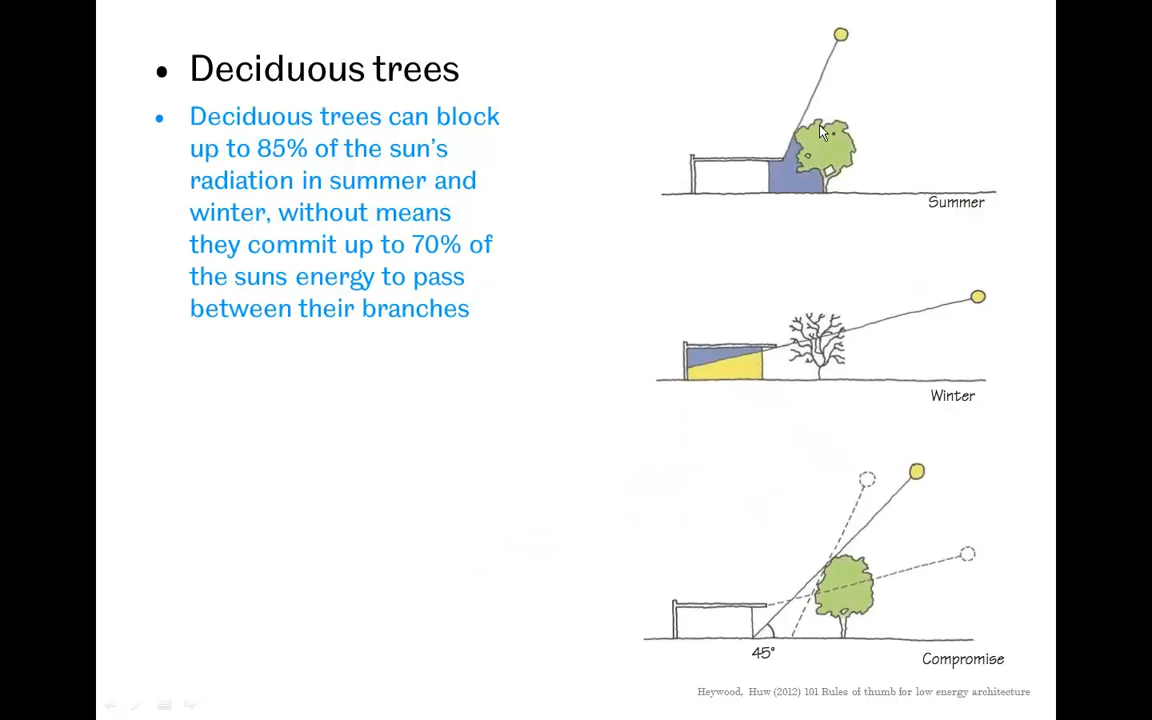 • Deciduous trees
• Deciduous trees can block
up to 85% of the sun's
radiation in summer and
winter, without means
they commit up to 70% of
the suns energy to pass
between their branches
Summer
Winter
45°
Compromise
Heywood, Huw (2012) 101 Rules of thumb for low energy architecture